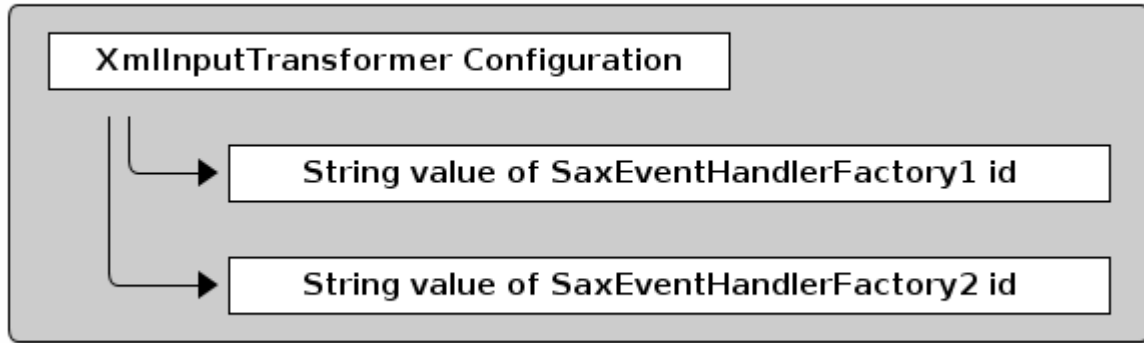 XmlInputTransformer Configuration
String value of SaxEventHandlerFactory1 id
String value of SaxEventHandlerFactory2 id